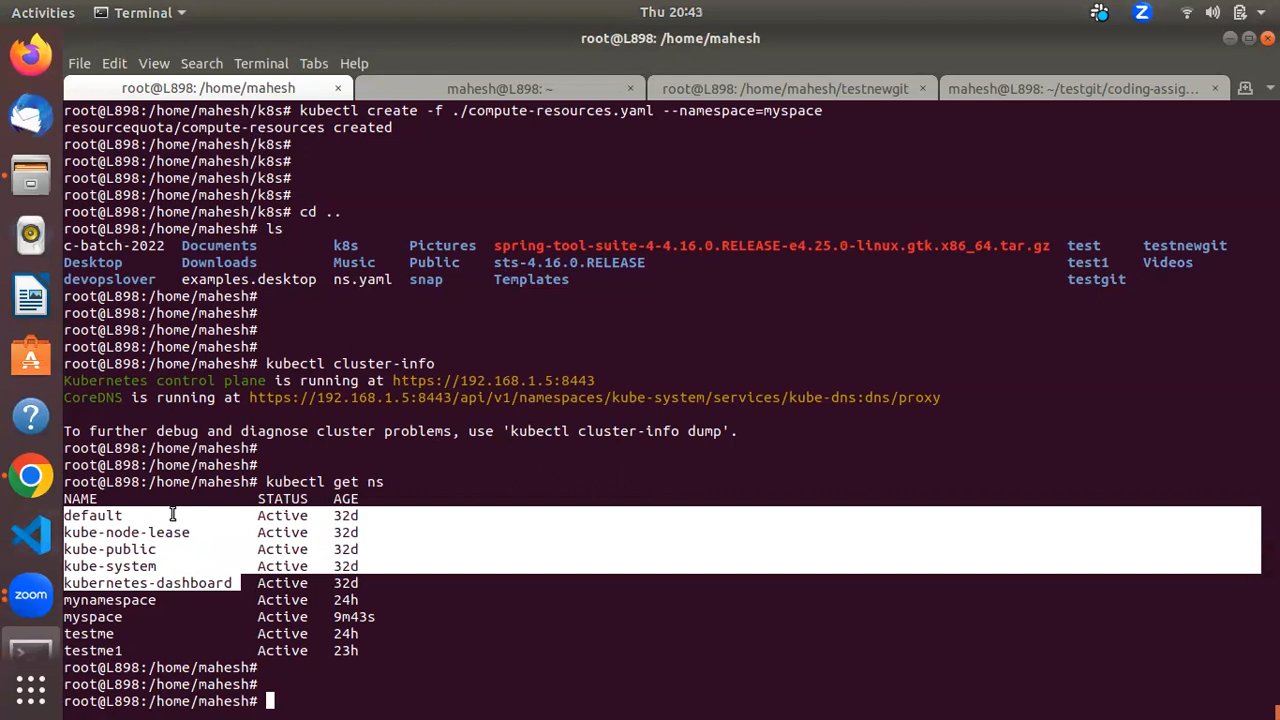 Activities Terminal Thu 20:43
root@L898: /home/mahesh
File Edit View Search Terminal Tabs Help
root@L898: /home/mahesh × mahesh@L898: ~ × root@L898: /home/mahesh/testnewgit × mahesh@L898: ~/testgit/coding-assig... ×
root@L898:/home/mahesh/k8s# kubectl create -f ./compute-resources.yaml --namespace=myspace
resourcequota/compute-resources created
root@L898:/home/mahesh/k8s#
root@L898:/home/mahesh/k8s#
root@L898:/home/mahesh/k8s#
root@L898:/home/mahesh/k8s#
root@L898:/home/mahesh/k8s# cd ..
root@L898:/home/mahesh# ls
c-batch-2022 Documents k8s Pictures spring-tool-suite-4-4.16.0.RELEASE-e4.25.0-linux.gtk.x86_64.tar.gz test testnewgit
Desktop Downloads Music Public sts-4.16.0.RELEASE test1 Videos
devopslover examples.desktop ns.yaml snap Templates testgit
root@L898:/home/mahesh#
root@L898:/home/mahesh#
root@L898:/home/mahesh#
root@L898:/home/mahesh#
root@L898:/home/mahesh# kubectl cluster-info
Kubernetes control plane is running at https://192.168.1.5:8443
CoreDNS is running at https://192.168.1.5:8443/api/v1/namespaces/kube-system/services/kube-dns:dns/proxy
To further debug and diagnose cluster problems, use 'kubectl cluster-info dump'.
root@L898:/home/mahesh#
root@L898:/home/mahesh#
root@L898:/home/mahesh# kubectl get ns
NAME STATUS AGE
default Active 32d
kube-node-lease Active 32d
kube-public Active 32d
kube-system Active 32d
kubernetes-dashboard Active 32d
mynamespace Active 24h
myspace Active 9m43s
testme Active 24h
testme1 Active 23h
root@L898:/home/mahesh#
root@L898:/home/mahesh#
root@L898:/home/mahesh#
zoom